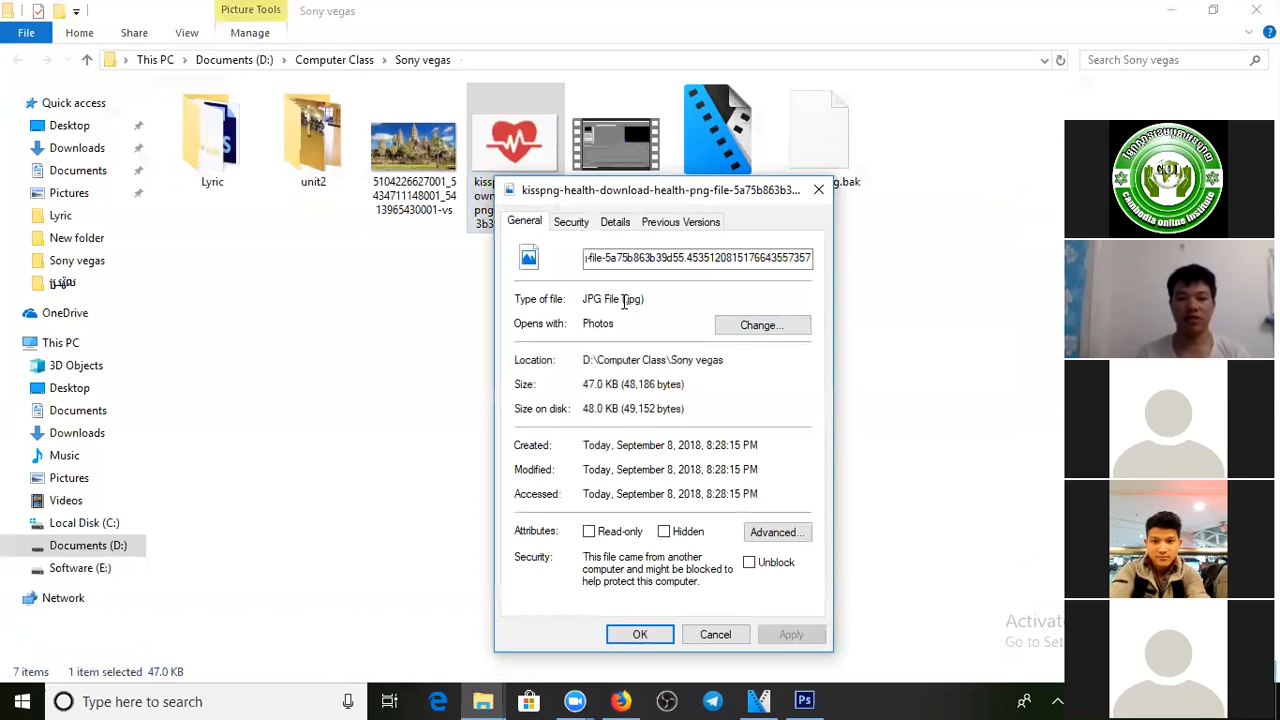 Picture Tools
Sony vegas
File
Home
Share
View
Manage
This PC
Documents (D:)
Computer Class
Sony vegas
Search Sony vegas
Quick access
Desktop
Downloads
Documents
Pictures
Lyric
New folder
Sony vegas
OneDrive
This PC
3D Objects
Desktop
Documents
Downloads
Music
Pictures
Videos
Local Disk (C:)
Documents (D:)
Software (E:)
Network
Lyric
unit2
5104226627001_5
434711148001_54
13965430001-vs
g.bak
kisspng-health-download-health-png-file-5a75b863b3...
General
Security
Details
Previous Versions
-file-5a75b863b39d55.4535120815176643557357
Type of file:
JPG File (.jpg)
Opens with:
Photos
Change...
Location:
D:\Computer Class\Sony vegas
Size:
47.0 KB (48,186 bytes)
Size on disk:
48.0 KB (49,152 bytes)
Created:
Today, September 8, 2018, 8:28:15 PM
Modified:
Today, September 8, 2018, 8:28:15 PM
Accessed:
Today, September 8, 2018, 8:28:15 PM
Attributes:
Read-only
Hidden
Advanced...
Security:
This file came from another
computer and might be blocked to
help protect this computer.
Unblock
OK
Cancel
Apply
Activate
Go to Set
7 items
1 item selected 47.0 KB
Type here to search
Ps
C.O.I
Cambodia online Institute